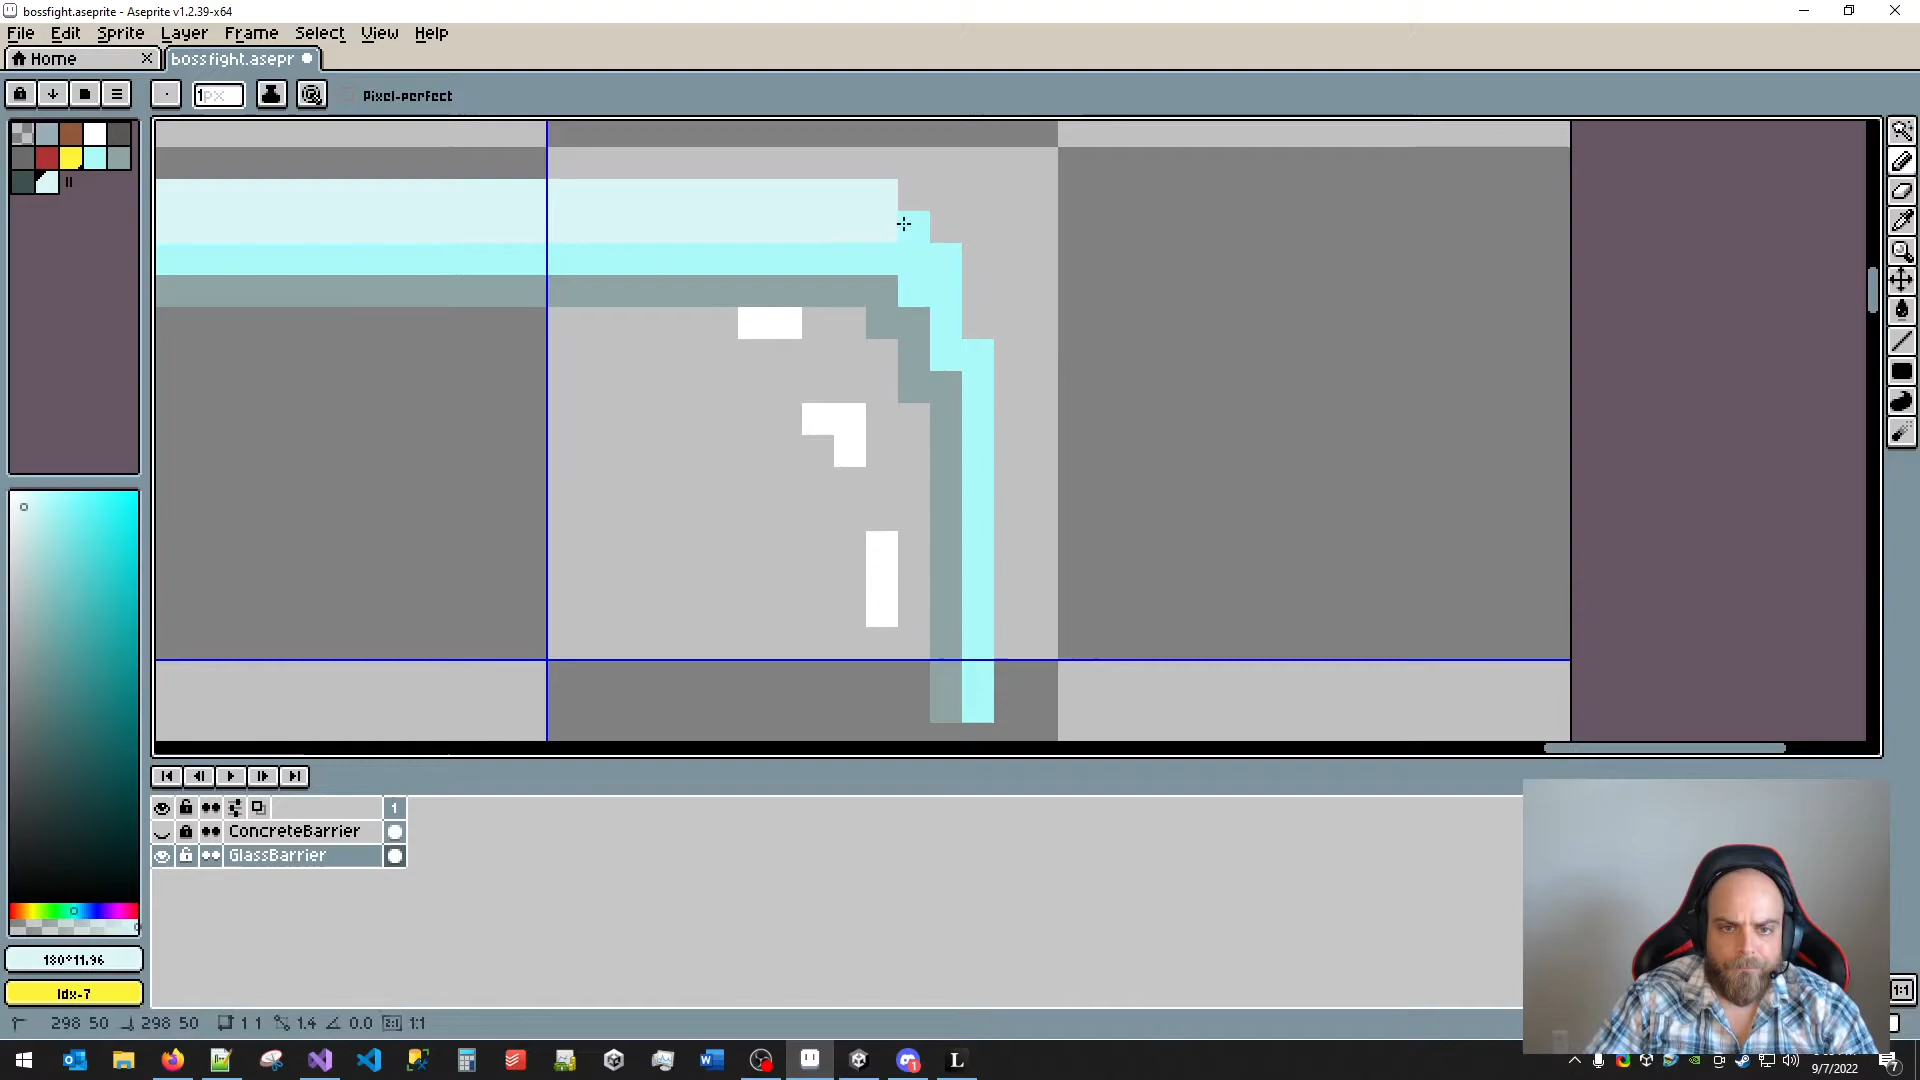 bossfight.aseprite - Aseprite v1.2.39-x64
File Edit Sprite Layer Frame Select View Help
Home
bossfight.asepr
1px
Pixel-perfect
1
ConcreteBarrier
GlassBarrier
180°11.96
Idx-7
298 50 298 50 1 1 1.4 0.0 1:1
1:1
9/7/2022